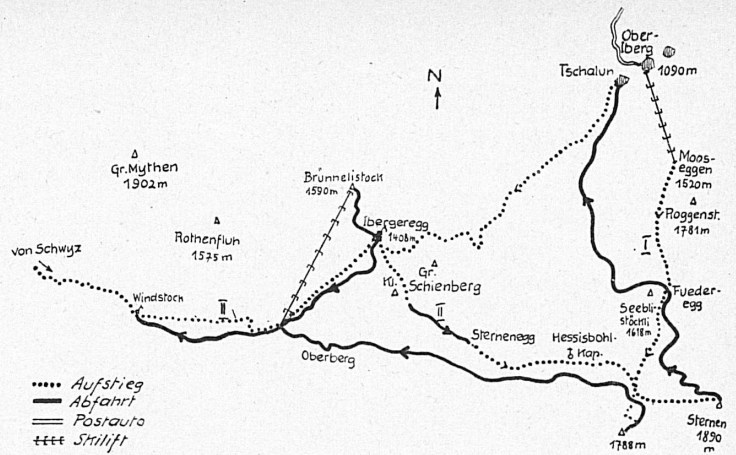 Ober-
Iberg
1090m
Tschalun
N
Gr. Mythen
1902m
Brünnelistock
1590m
Moos-
eggen
1520m
Roggenst.
1781m
I
Rothenfluh
1575m
Ibergeregg
1408m
von Schwyz
Kl.
Gr.
Schienberg
Windstock
II
II
Fueder-
egg
Seebli-
Stöckli
1618m
Sternenegg
Hessisbohl-
Kap.
Oberberg
Aufstieg
Abfahrt
Postauto
Skilift
1788m
Sternen
1890
m